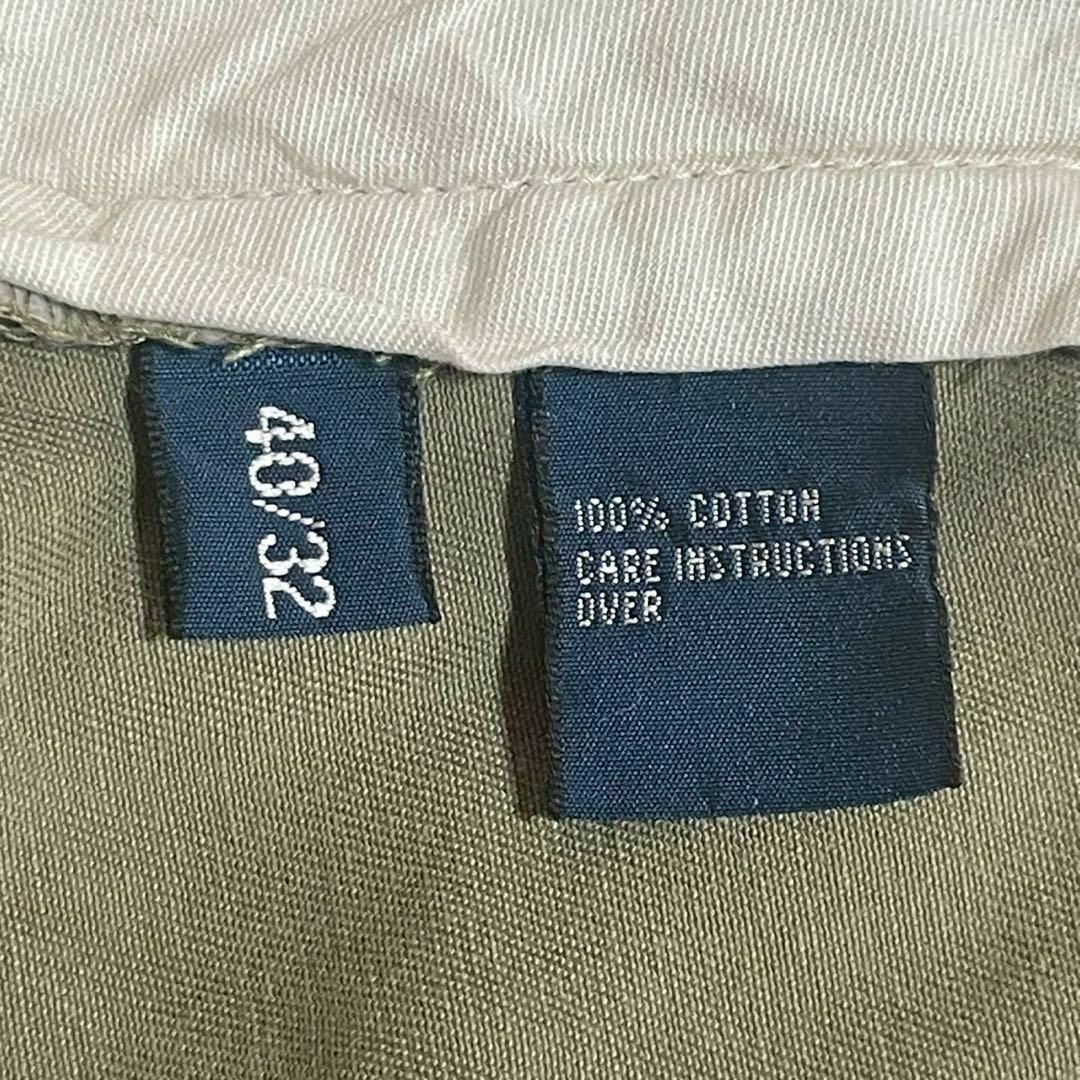 40/32
100% COTTON
CARE INSTRUCTIONS
OVER